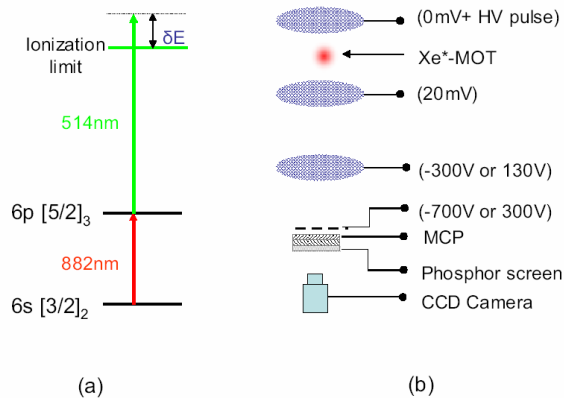 Ionization
limit
δE
514nm
6p [5/2]₃
882nm
6s [3/2]₂
(a)
(0mV+ HV pulse)
Xe*-MOT
(20mV)
(-300V or 130V)
(-700V or 300V)
MCP
Phosphor screen
CCD Camera
(b)